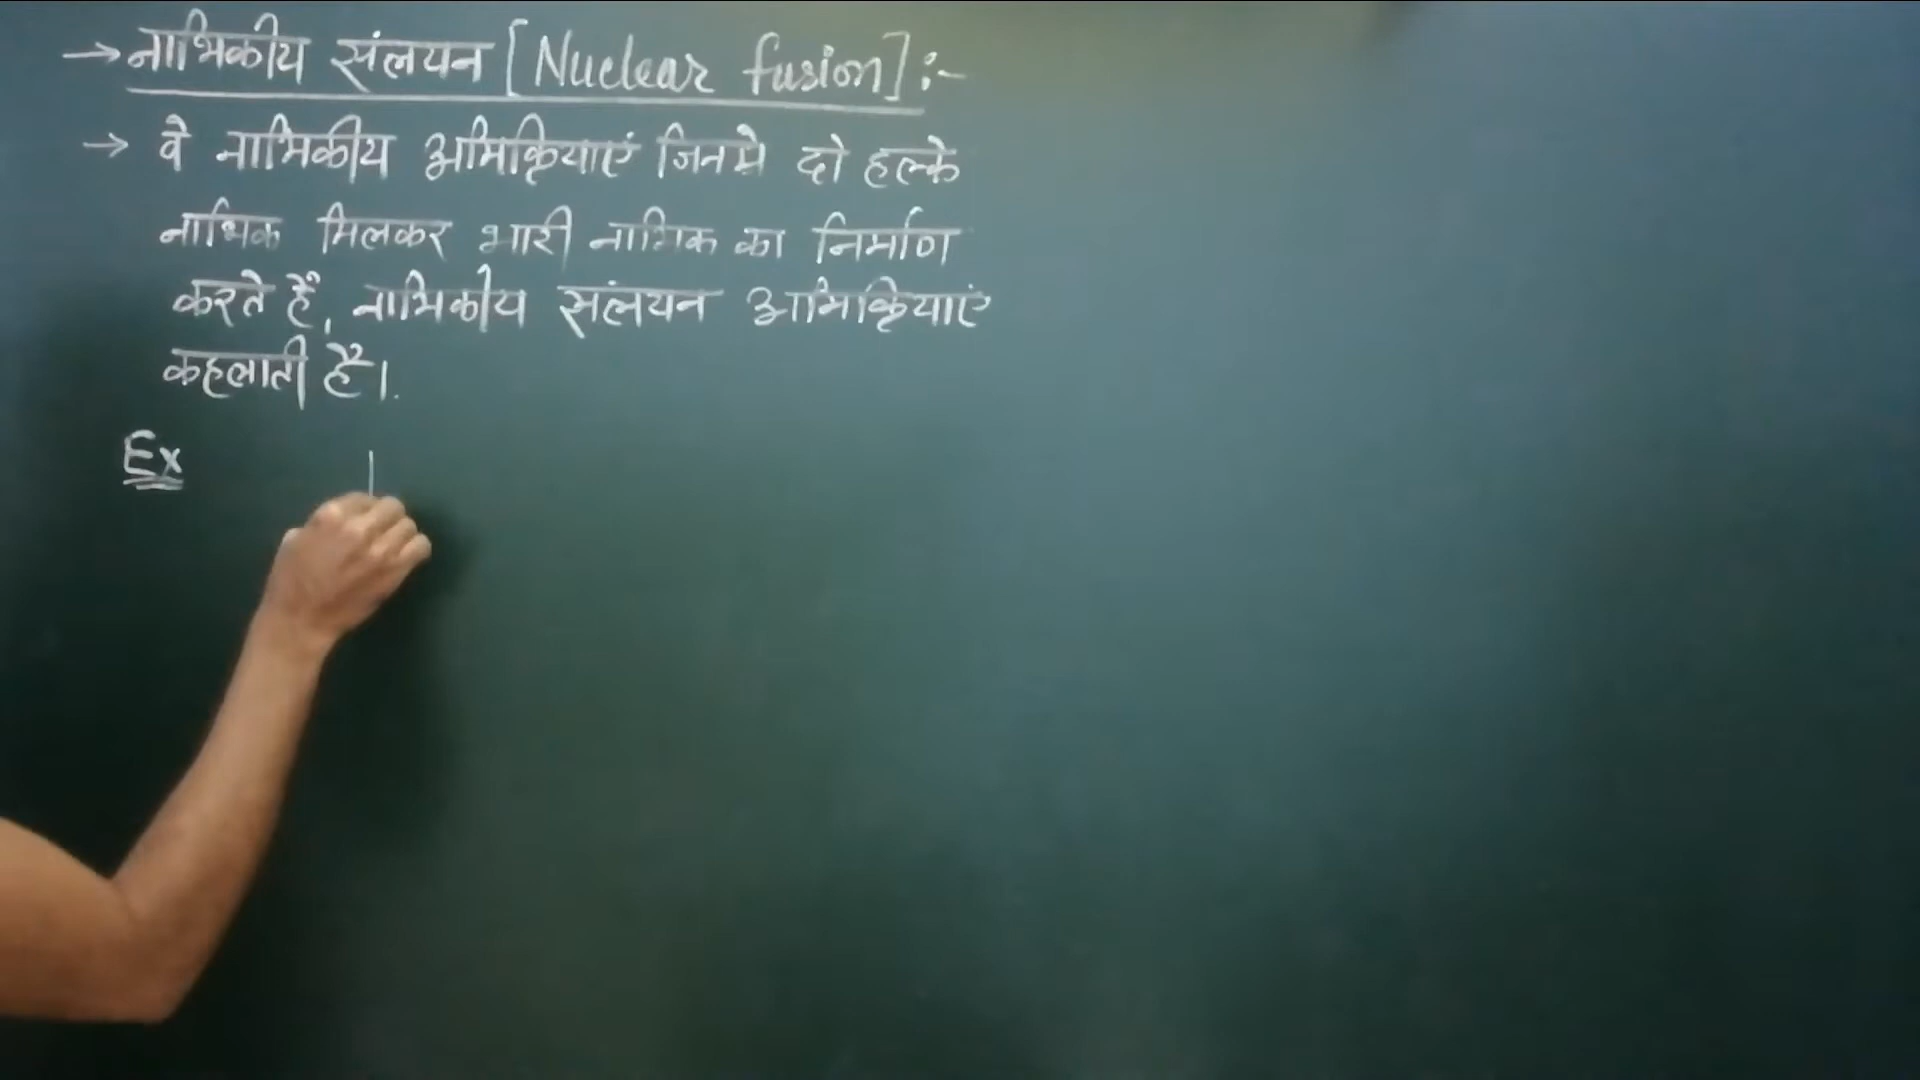 → नाभिकीय संलयन [Nuclear fusion] :-
→ वे नाभिकीय अभिक्रियाएं जिनमे दो हल्के
नाभिक मिलकर भारी नाभिक का निर्माण
करते हैं, नाभिकीय संलयन अभिक्रियाएं
कहलाती हैं।.
Ex